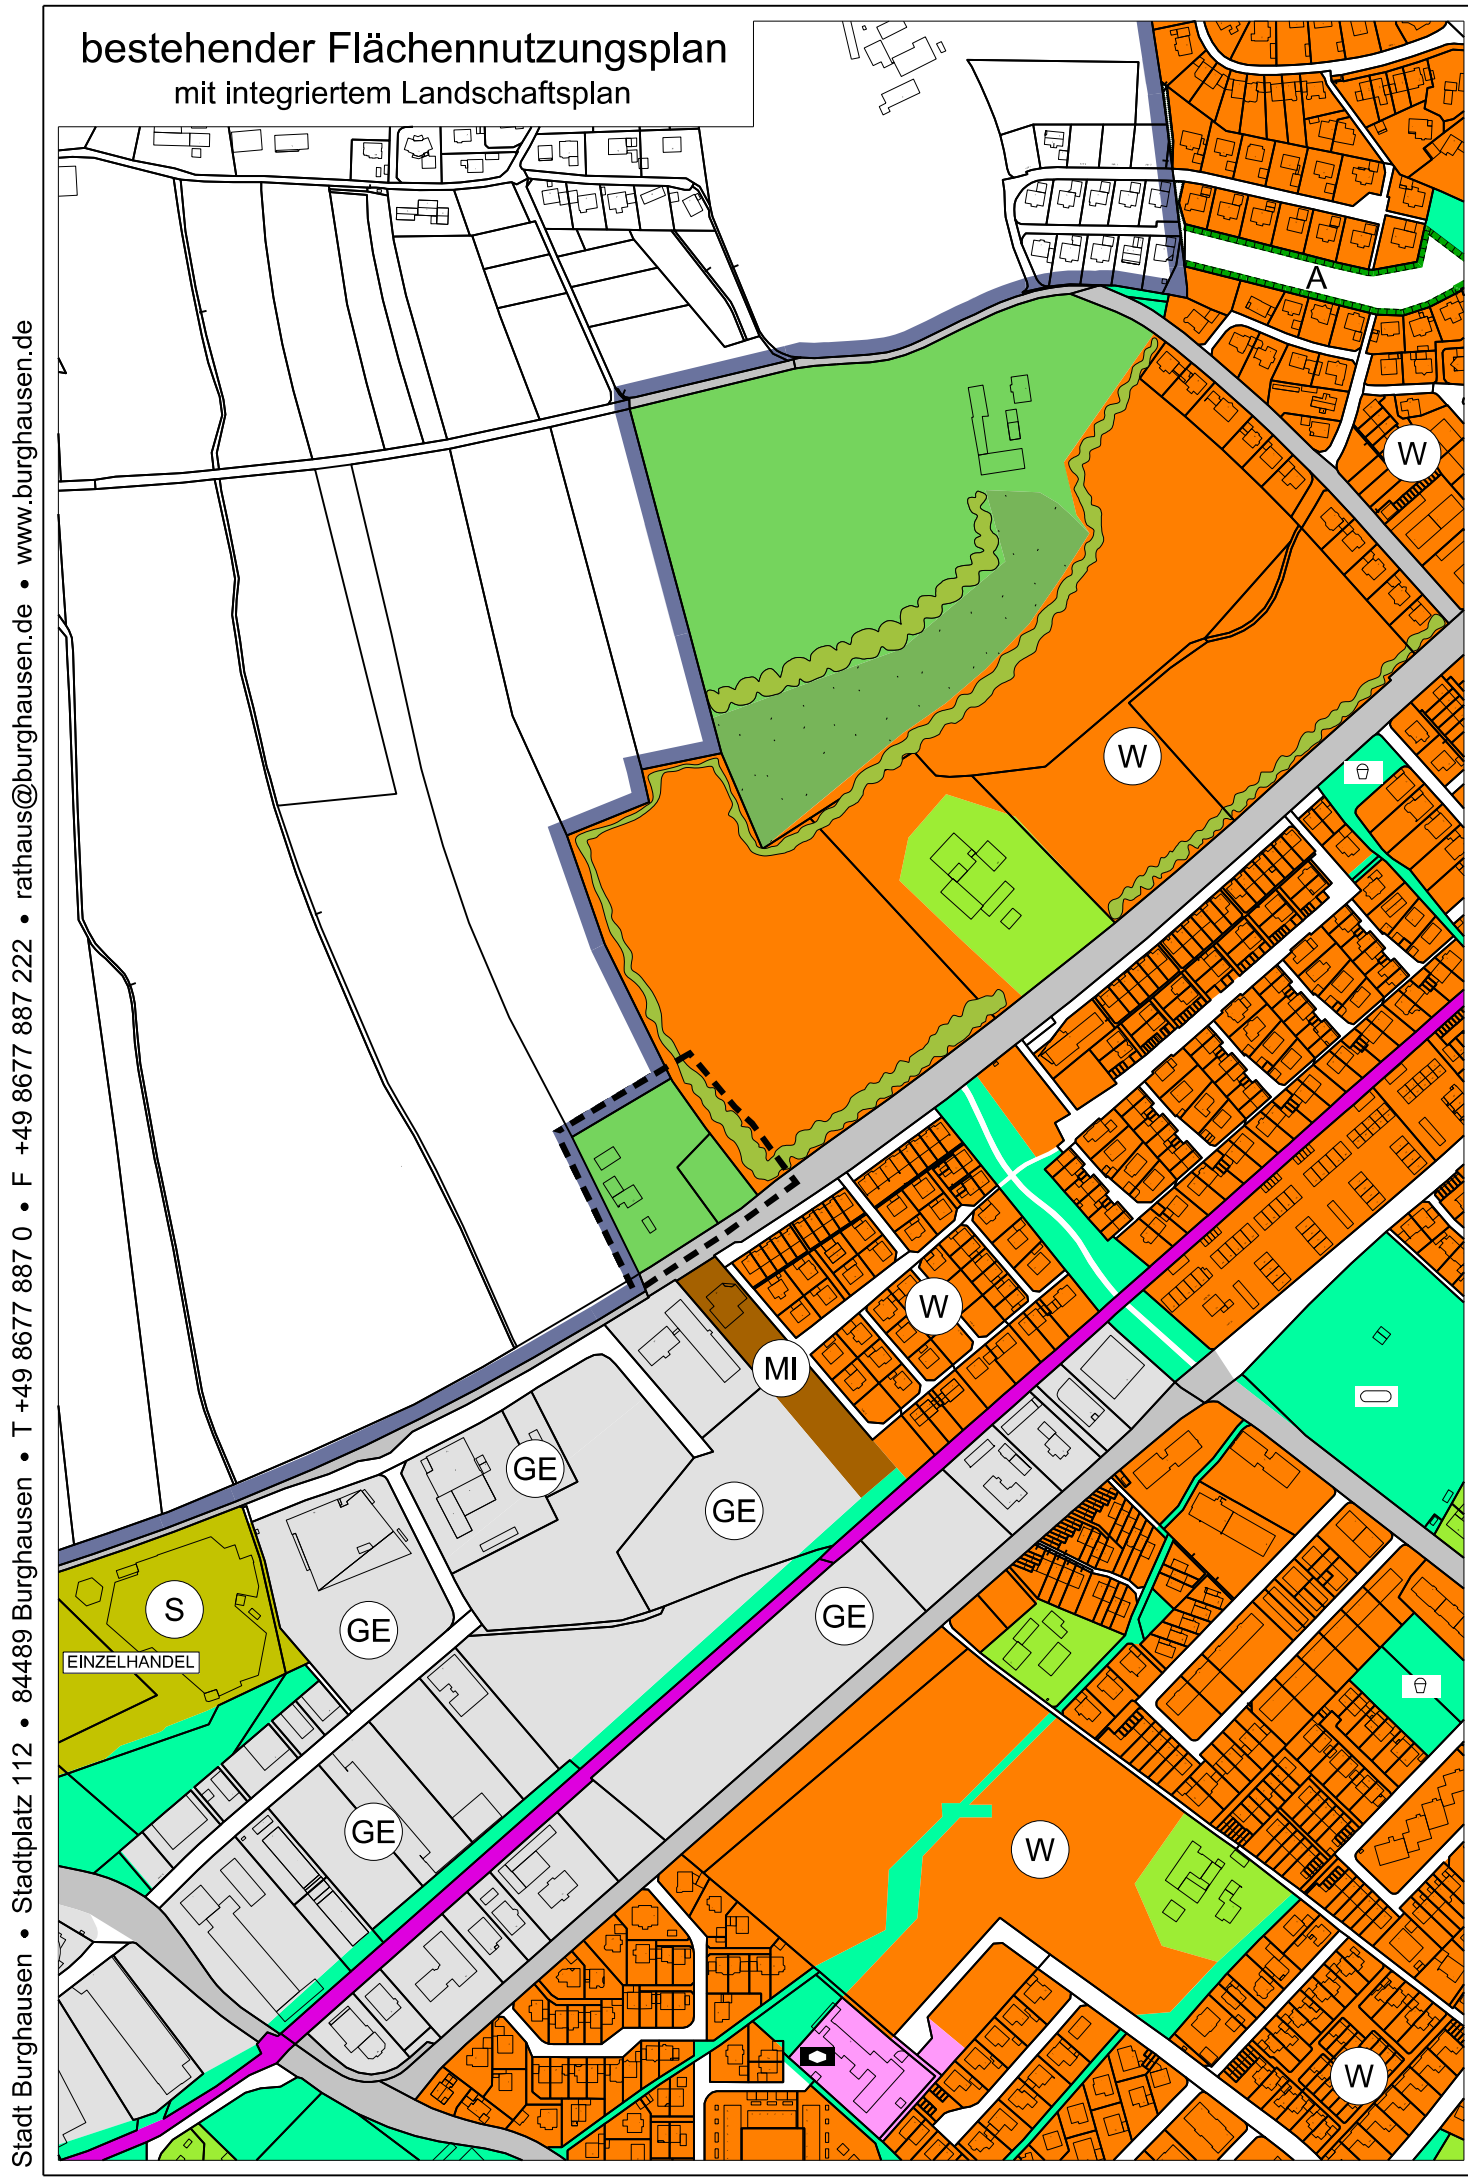 bestehender Flächennutzungsplan
mit integriertem Landschaftsplan
Stadt Burghausen • Stadtplatz 112 • 84489 Burghausen • T +49 8677 887 0 • F +49 8677 887 222 • rathaus@burghausen.de • www.burghausen.de
A
W
W
W
MI
GE
GE
S
GE
GE
EINZELHANDEL
GE
W
W